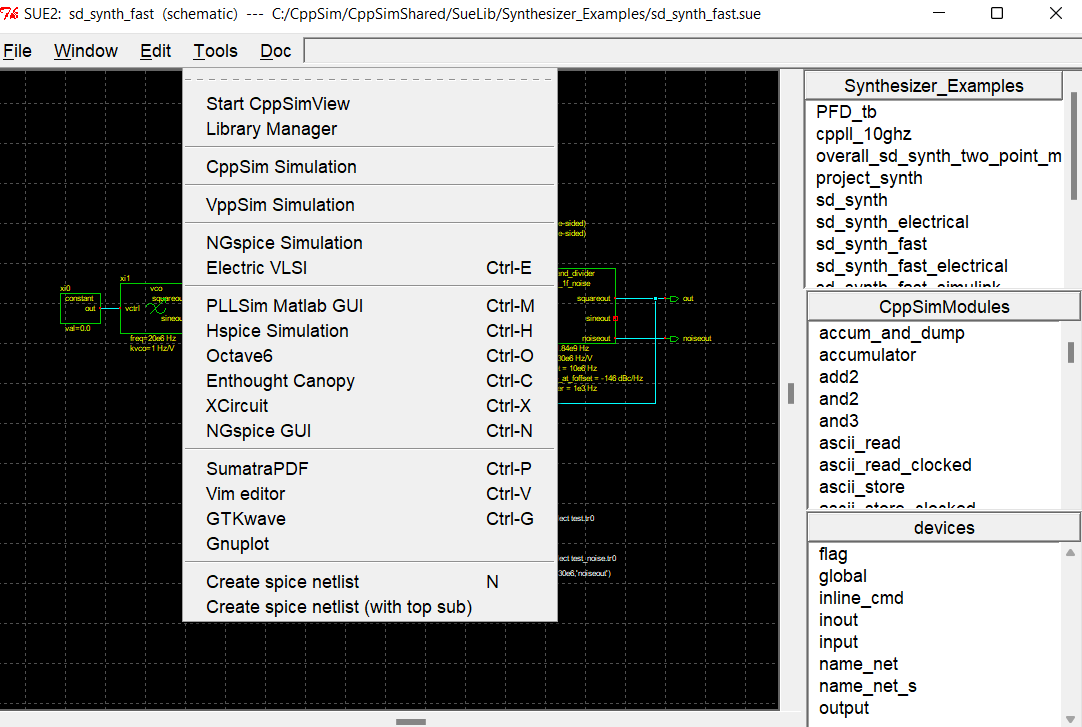 SUE2: sd_synth_fast (schematic) --- C:/CppSim/CppSimShared/SueLib/Synthesizer_Examples/sd_synth_fast.sue
File Window Edit Tools Doc
Start CppSimView
Library Manager
CppSim Simulation
VppSim Simulation
NGspice Simulation
Electric VLSI Ctrl-E
PLLSim Matlab GUI Ctrl-M
Hspice Simulation Ctrl-H
Octave6 Ctrl-O
Enthought Canopy Ctrl-C
XCircuit Ctrl-X
NGspice GUI Ctrl-N
SumatraPDF Ctrl-P
Vim editor Ctrl-V
GTKwave Ctrl-G
Gnuplot
Create spice netlist N
Create spice netlist (with top sub)
xi0
constant
out
val=0.0
xi1
vco
squareou
vctrl
sineou
freq=20e6 Hz
kvco=1 Hz/V
e-sided)
e-sided)
nd_divider
_1f_noise
squareout
out
sineout
noiseout
noiseout
.84e9 Hz
30e6 Hz/V
t = 10e6 Hz
_at_foffset = -146 dBc/Hz
er = 1e3 Hz
ect test.tr0
ect test_noise.tr0
30e6,'noiseout')
Synthesizer_Examples
PFD_tb
cppll_10ghz
overall_sd_synth_two_point_m
project_synth
sd_synth
sd_synth_electrical
sd_synth_fast
sd_synth_fast_electrical
sd_synth_fast_simulink
CppSimModules
accum_and_dump
accumulator
add2
and2
and3
ascii_read
ascii_read_clocked
ascii_store
ascii_store_clocked
devices
flag
global
inline_cmd
inout
input
name_net
name_net_s
output